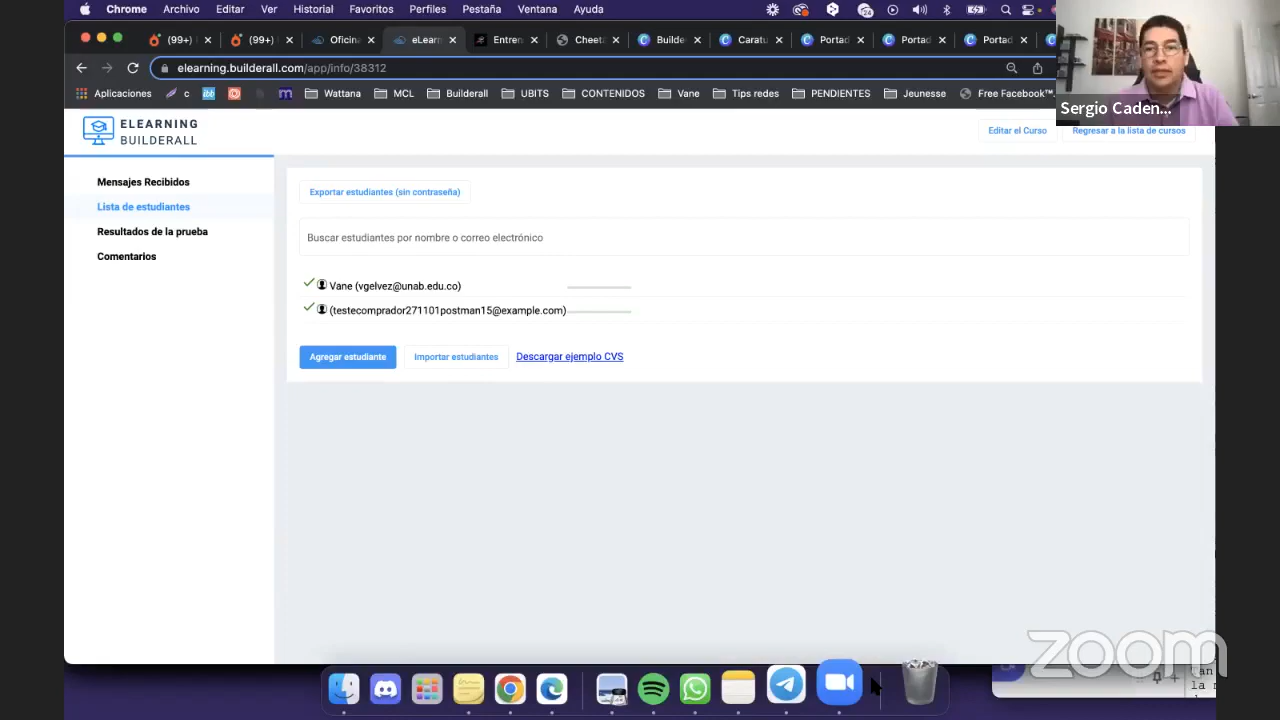 Chrome Archivo Editar Ver Historial Favoritos Perfiles Pestaña Ventana Ayuda
(99+) (99+) Oficin eLearn Entren Cheeta Builde Caratu Portad Portad Portad
elearning.builderall.com/app/info/38312
Aplicaciones c ibb Wattana MCL Builderall UBITS CONTENIDOS Vane Tips redes PENDIENTES Jeunesse Free Facebook™
Sergio Caden...
ELEARNING
BUILDERALL
Editar el Curso Regresar a la lista de cursos
Mensajes Recibidos
Lista de estudiantes
Resultados de la prueba
Comentarios
Exportar estudiantes (sin contraseña)
Buscar estudiantes por nombre o correo electrónico
Vane (vgelvez@unab.edu.co)
(testecomprador271101postman15@example.com)
Agregar estudiante Importar estudiantes Descargar ejemplo CVS
zoom